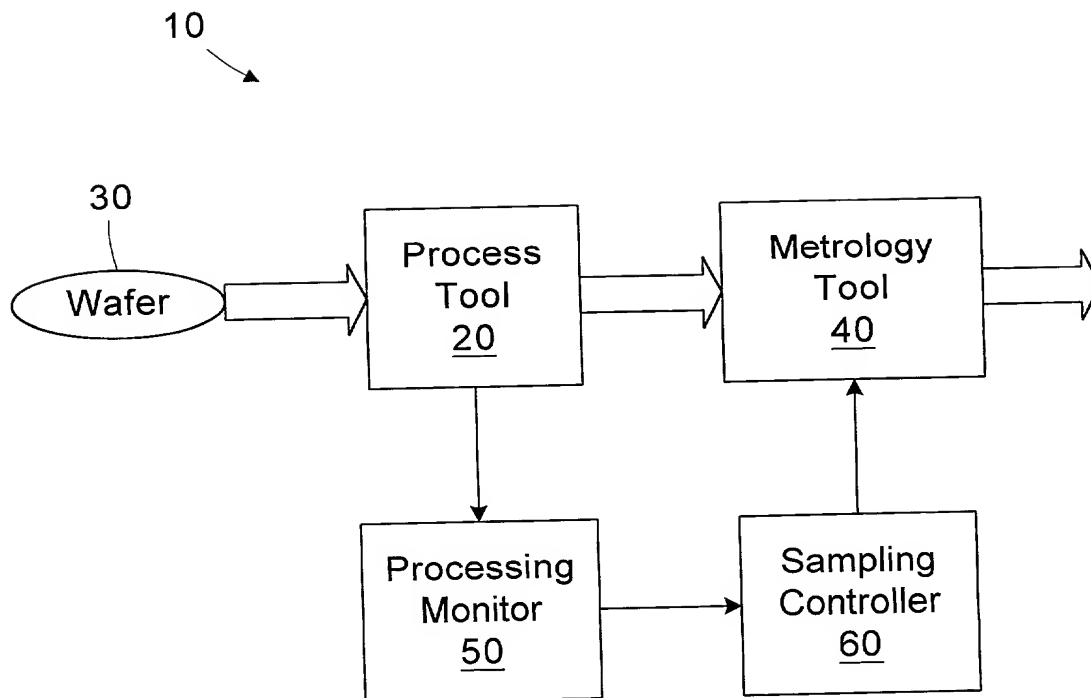 10
30
Wafer
Process
Tool
20
Metrology
Tool
40
Processing
Monitor
50
Sampling
Controller
60